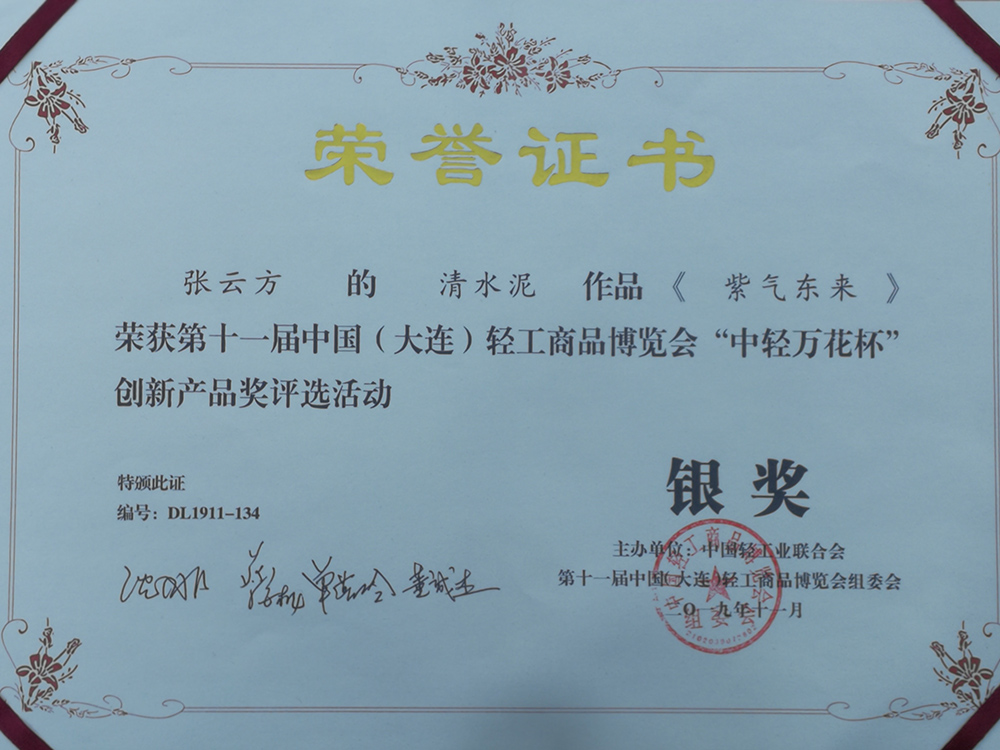 荣誉证书
张云方 的 清水泥 作品《 紫气东来 》
荣获第十一届中国（大连）轻工商品博览会“中轻万花杯”
创新产品奖评选活动
银奖
特颁此证
编号：DL1911-134
主办单位：中国轻工业联合会
第十一届中国（大连）轻工商品博览会组委会
二〇一九年十一月